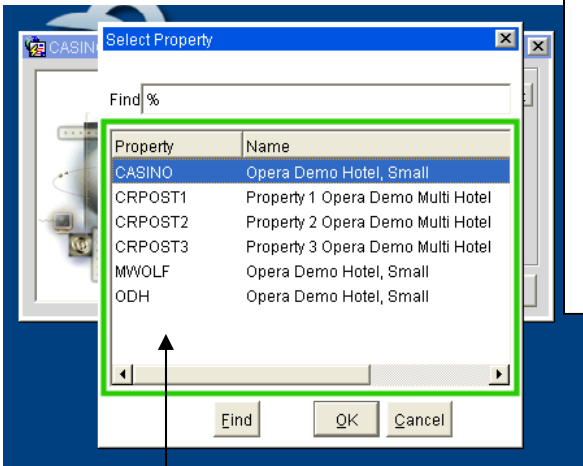 CASIN
Select Property
Find %
Property Name
CASINO Opera Demo Hotel, Small
CRPOST1 Property 1 Opera Demo Multi Hotel
CRPOST2 Property 2 Opera Demo Multi Hotel
CRPOST3 Property 3 Opera Demo Multi Hotel
MWOLF Opera Demo Hotel, Small
ODH Opera Demo Hotel, Small
Find OK Cancel